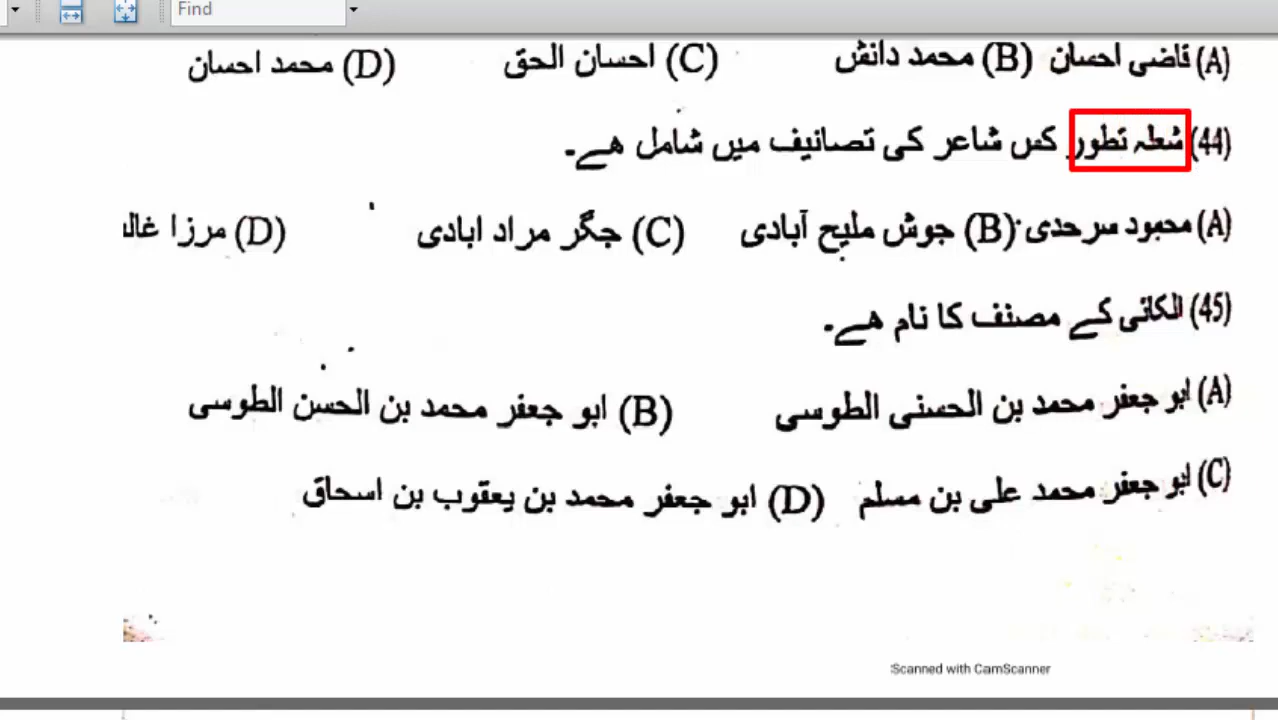 Find
(A) قاضی احسان (B) محمد دانش (C) احسان الحق (D) محمد احسان
(44) شعلہ تطور کس شاعر کی تصانیف میں شامل ھے۔
(A) محمود سرحدی (B) جوش ملیح آبادی (C) جگر مراد ابادی (D) مرزا غال
(45) الکافی کے مصنف کا نام ھے۔
(A) ابو جعفر محمد بن الحسنی الطوسی (B) ابو جعفر محمد بن الحسن الطوسی
(C) ابو جعفر محمد علی بن مسلم (D) ابو جعفر محمد بن یعقوب بن اسحاق
Scanned with CamScanner